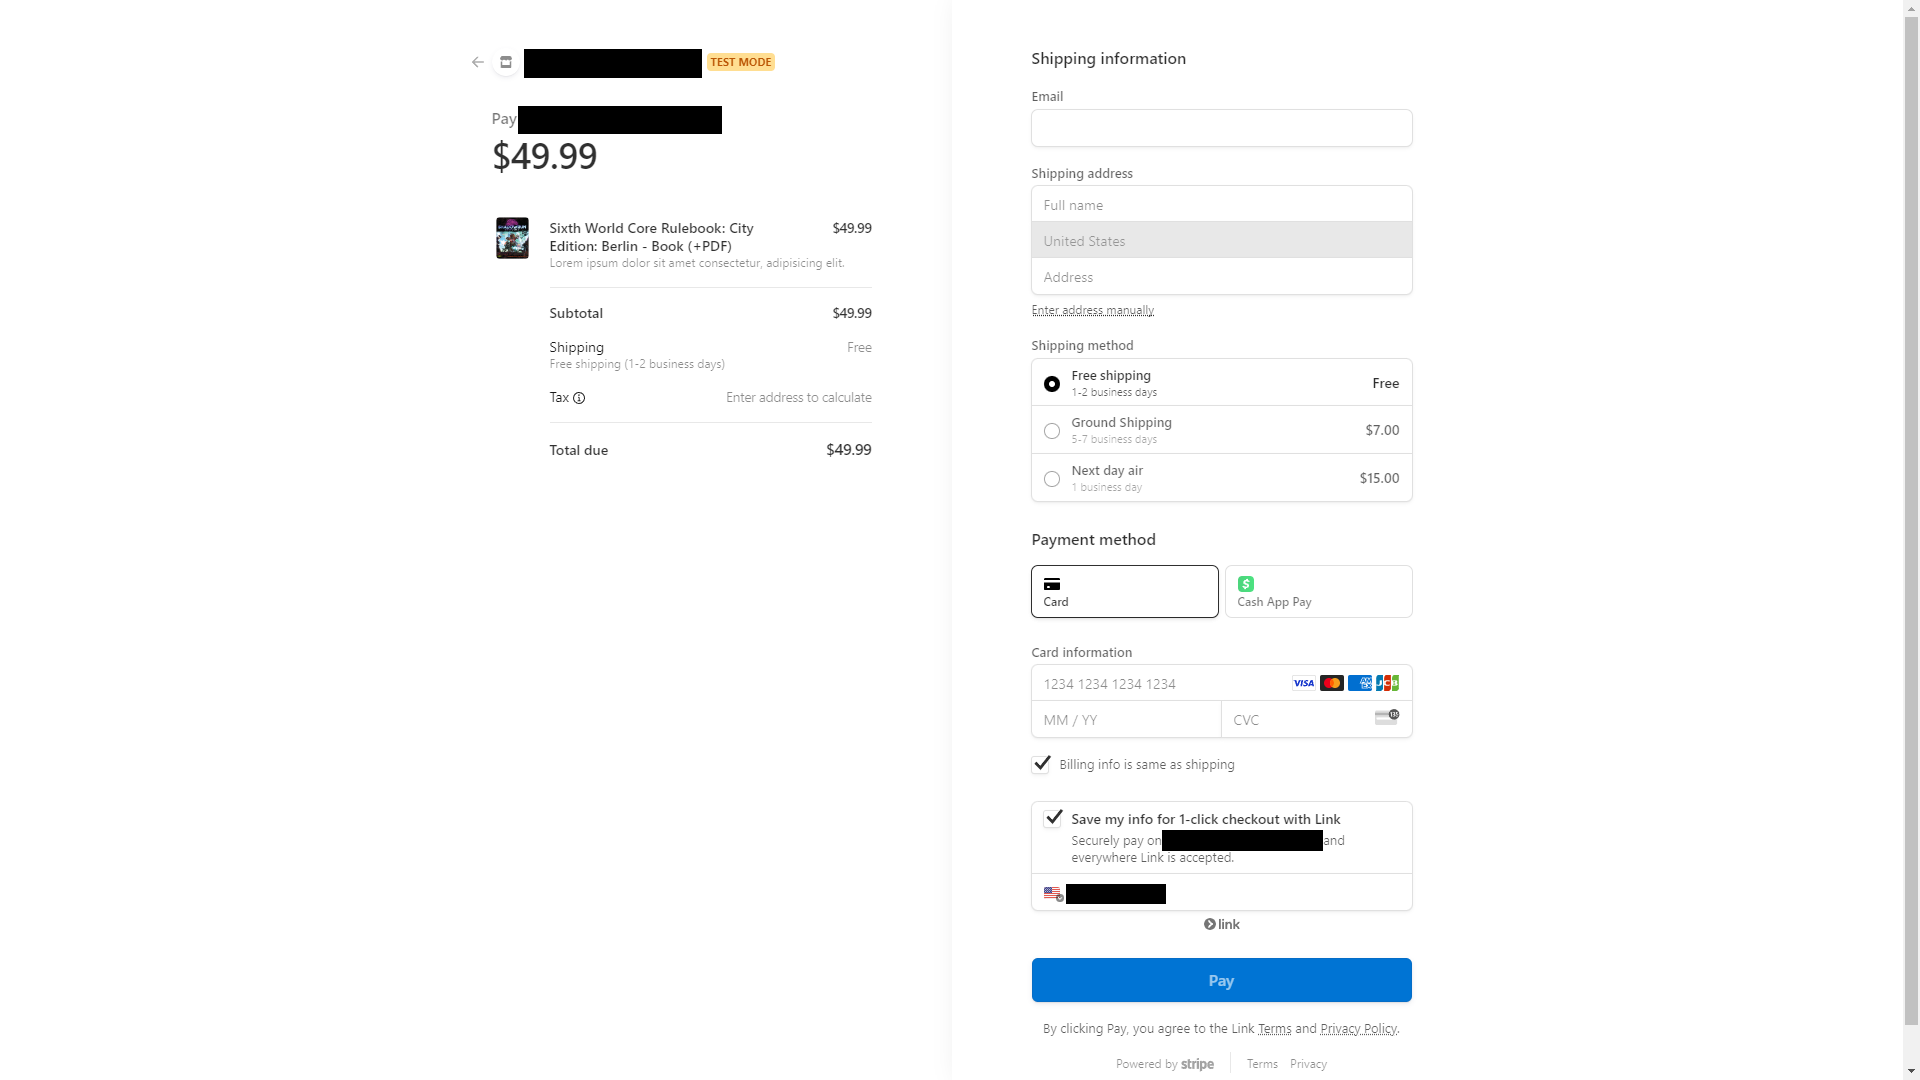 TEST MODE
Pay
$49.99
Sixth World Core Rulebook: City $49.99
Edition: Berlin - Book (+PDF)
Lorem ipsum dolor sit amet consectetur, adipisicing elit.
Subtotal $49.99
Shipping Free
Free shipping (1-2 business days)
Tax Enter address to calculate
Total due $49.99
Shipping information
Email
Shipping address
Full name
United States
Address
Enter address manually
Shipping method
Free shipping Free
1-2 business days
Ground Shipping $7.00
5-7 business days
Next day air $15.00
1 business day
Payment method
Card
$
Cash App Pay
Card information
1234 1234 1234 1234 VISA AMEX JCB
MM / YY CVC 135
Billing info is same as shipping
Save my info for 1-click checkout with Link
Securely pay on and
everywhere Link is accepted.
link
Pay
By clicking Pay, you agree to the Link Terms and Privacy Policy.
Powered by stripe Terms Privacy